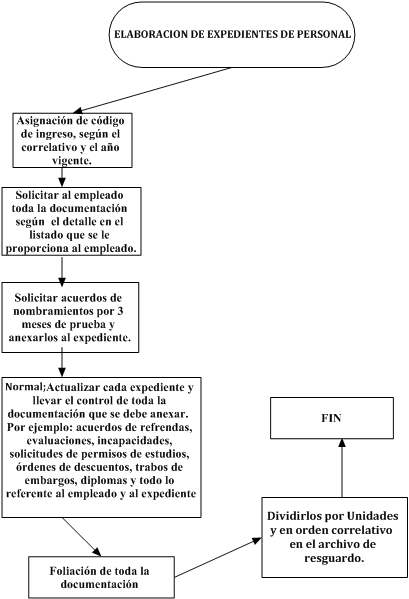 ELABORACION DE EXPEDIENTES DE PERSONAL
Asignación de código
de ingreso, según el
correlativo y el año
vigente.
Solicitar al empleado
toda la documentación
según el detalle en el
listado que se le
proporciona al empleado.
Solicitar acuerdos de
nombramientos por 3
meses de prueba y
anexarlos al expediente.
Normal;Actualizar cada expediente y
llevar el control de toda la
documentación que se debe anexar.
Por ejemplo: acuerdos de refrendas,
evaluaciones, incapacidades,
solicitudes de permisos de estudios,
órdenes de descuentos, trabos de
embargos, diplomas y todo lo
referente al empleado y al expediente
Foliación de toda la
documentación
Dividirlos por Unidades
y en orden correlativo
en el archivo de
resguardo.
FIN